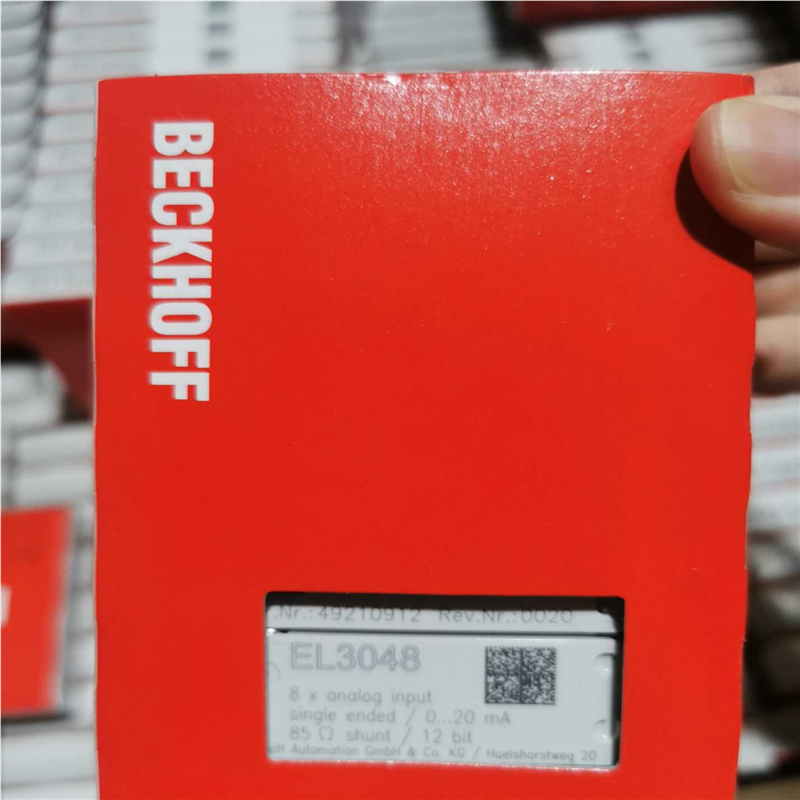 BECKHOFF
.Nr.:49210912 Rev.Nr.:0020
EL3048
8 x analog input
single ended / 0...20 mA
85 Ω shunt / 12 bit
off Automation GmbH & Co. KG / Huelshorstweg 20